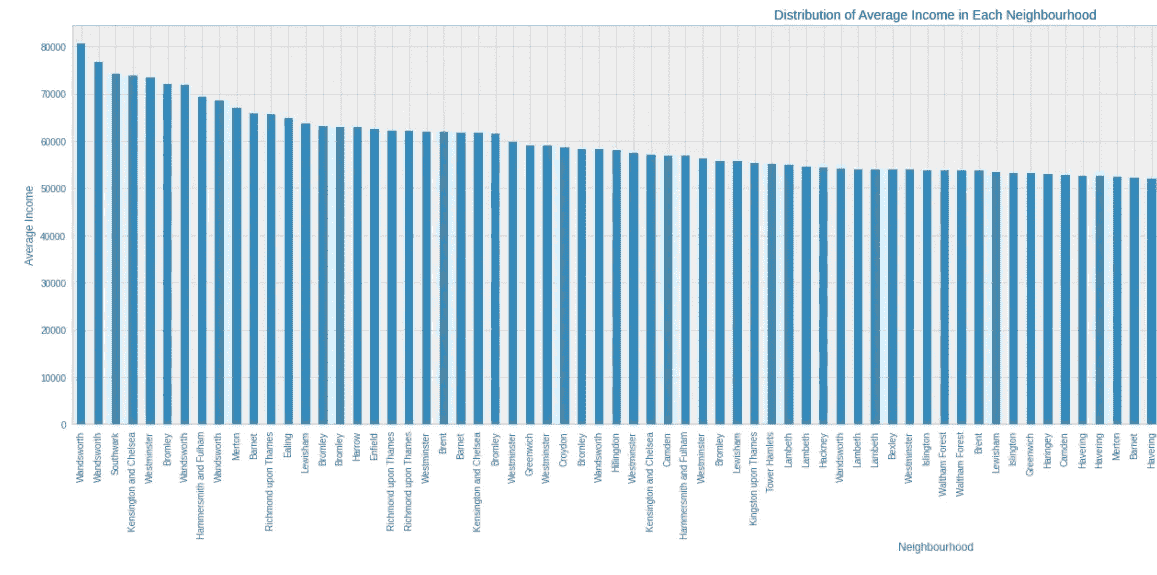 Distribution of Average Income in Each Neighbourhood
Average Income
80000
70000
60000
50000
40000
30000
20000
10000
0
Wandsworth
Wandsworth
Southwark
Kensington and Chelsea
Westminster
Bromley
Wandsworth
Hammersmith and Fulham
Wandsworth
Merton
Barnet
Richmond upon Thames
Ealing
Lewisham
Bromley
Bromley
Harrow
Enfield
Richmond upon Thames
Richmond upon Thames
Westminster
Brent
Barnet
Kensington and Chelsea
Bromley
Westminster
Greenwich
Westminster
Croydon
Bromley
Wandsworth
Hillingdon
Westminster
Kensington and Chelsea
Camden
Hammersmith and Fulham
Westminster
Bromley
Lewisham
Kingston upon Thames
Tower Hamlets
Lambeth
Lambeth
Hackney
Wandsworth
Lambeth
Lambeth
Bexley
Westminster
Islington
Waltham Forest
Waltham Forest
Brent
Lewisham
Islington
Greenwich
Haringey
Camden
Havering
Havering
Merton
Barnet
Havering
Neighbourhood